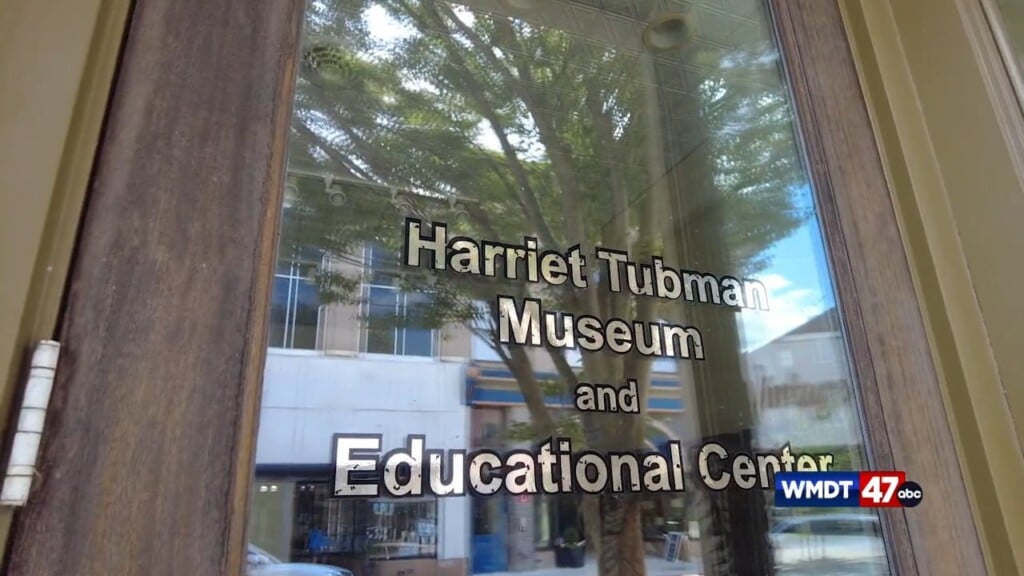 Harriet Tubman
Museum
and
Educational Center
WMDT 47 abc